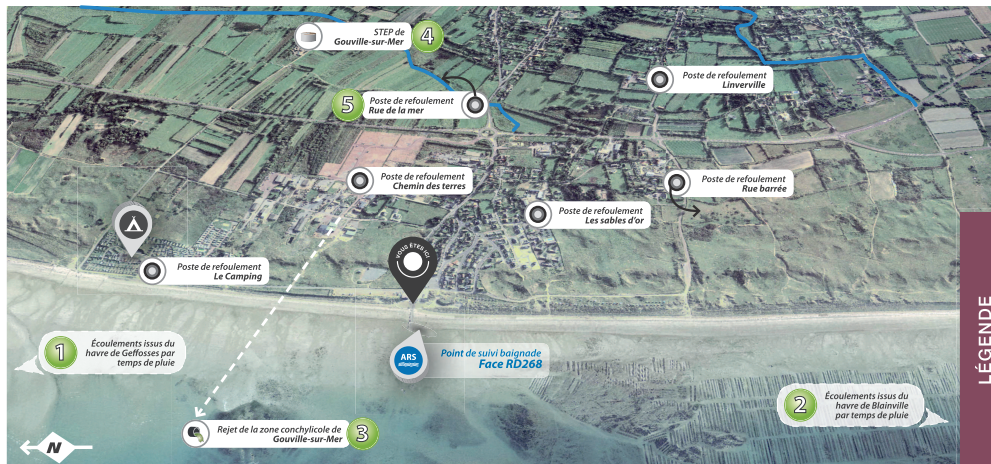 STEP de
Gouville-sur-Mer
4
5
Poste de refoulement
Rue de la mer
Poste de refoulement
Linverville
Poste de refoulement
Chemin des terres
Poste de refoulement
Rue barrée
Poste de refoulement
Les sables d'or
VOUS ÊTES ICI
Poste de refoulement
Le Camping
1
Écoulements issus du
havre de Geffosses par
temps de pluie
ARS
Point de suivi baignade
Face RD268
2
Écoulements issus du
havre de Blainville
par temps de pluie
Rejet de la zone conchylicole de
Gouville-sur-Mer
3
N
LÉGENDE